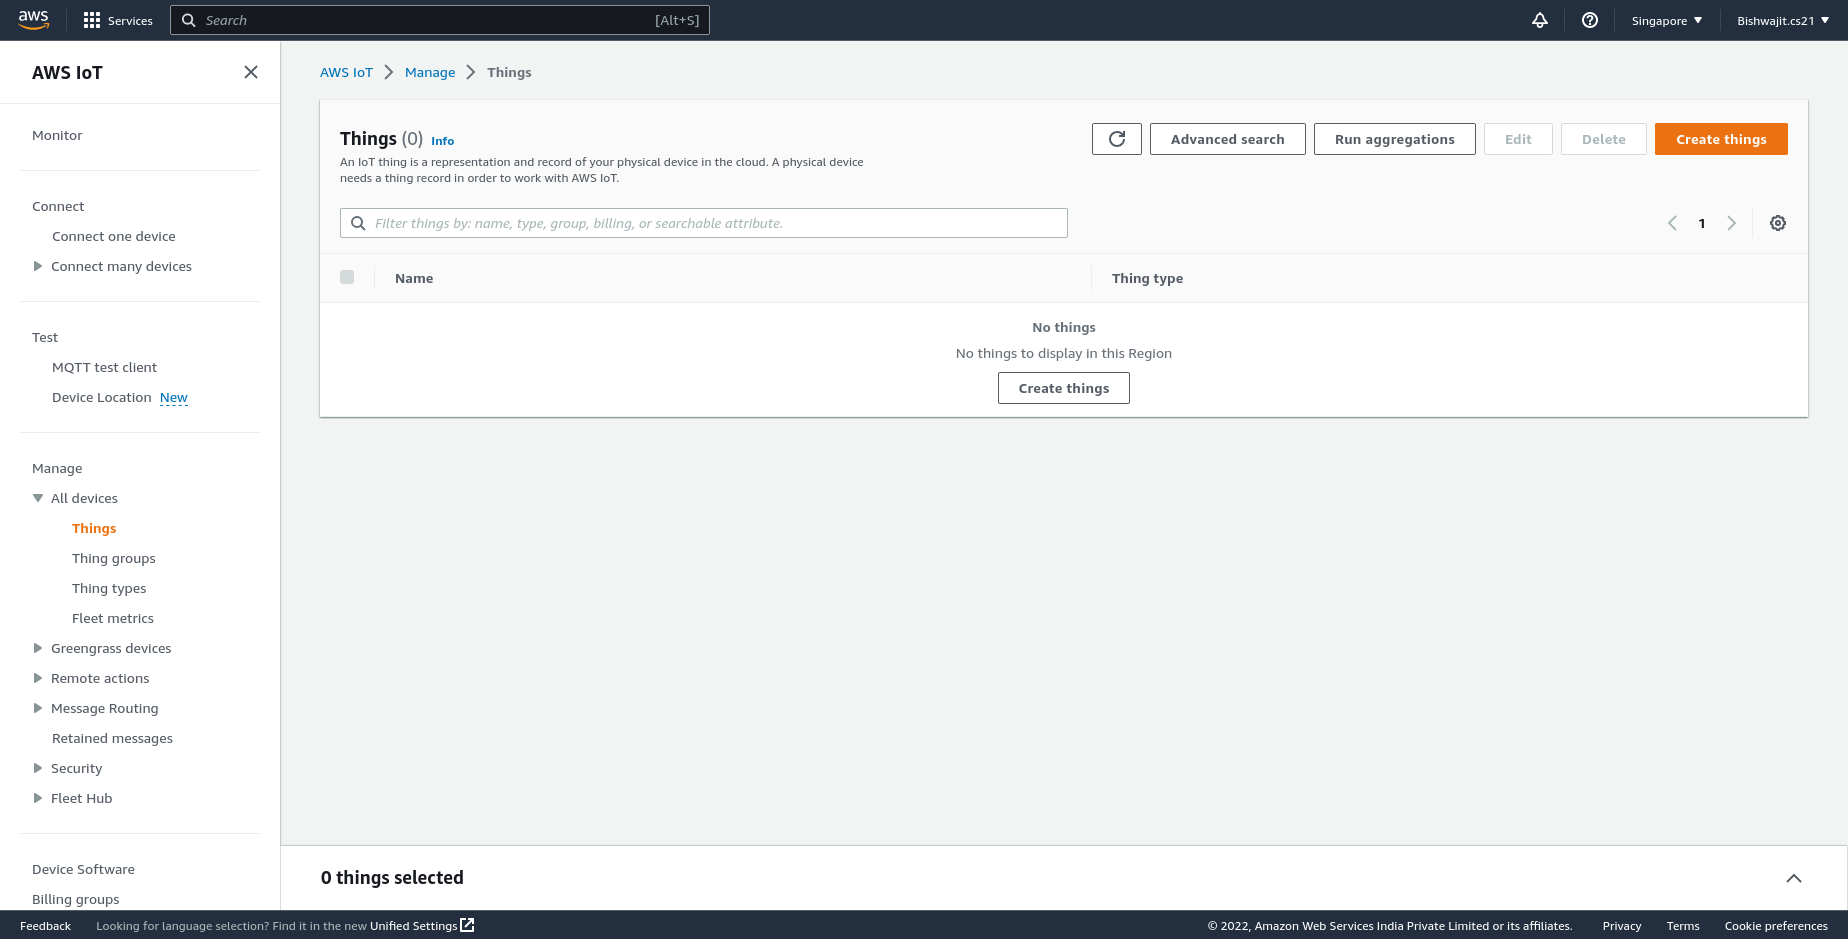 aws
Services
Search
[Alt+S]
Singapore
Bishwajit.cs21
AWS IoT
Monitor
Connect
Connect one device
Connect many devices
Test
MQTT test client
Device Location New
Manage
All devices
Things
Thing groups
Thing types
Fleet metrics
Greengrass devices
Remote actions
Message Routing
Retained messages
Security
Fleet Hub
Device Software
Billing groups
AWS IoT
Manage
Things
Things (0) Info
An IoT thing is a representation and record of your physical device in the cloud. A physical device
needs a thing record in order to work with AWS IoT.
Advanced search
Run aggregations
Edit
Delete
Create things
Filter things by: name, type, group, billing, or searchable attribute.
1
Name
Thing type
No things
No things to display in this Region
Create things
0 things selected
Feedback
Looking for language selection? Find it in the new Unified Settings
© 2022, Amazon Web Services India Private Limited or its affiliates.
Privacy
Terms
Cookie preferences